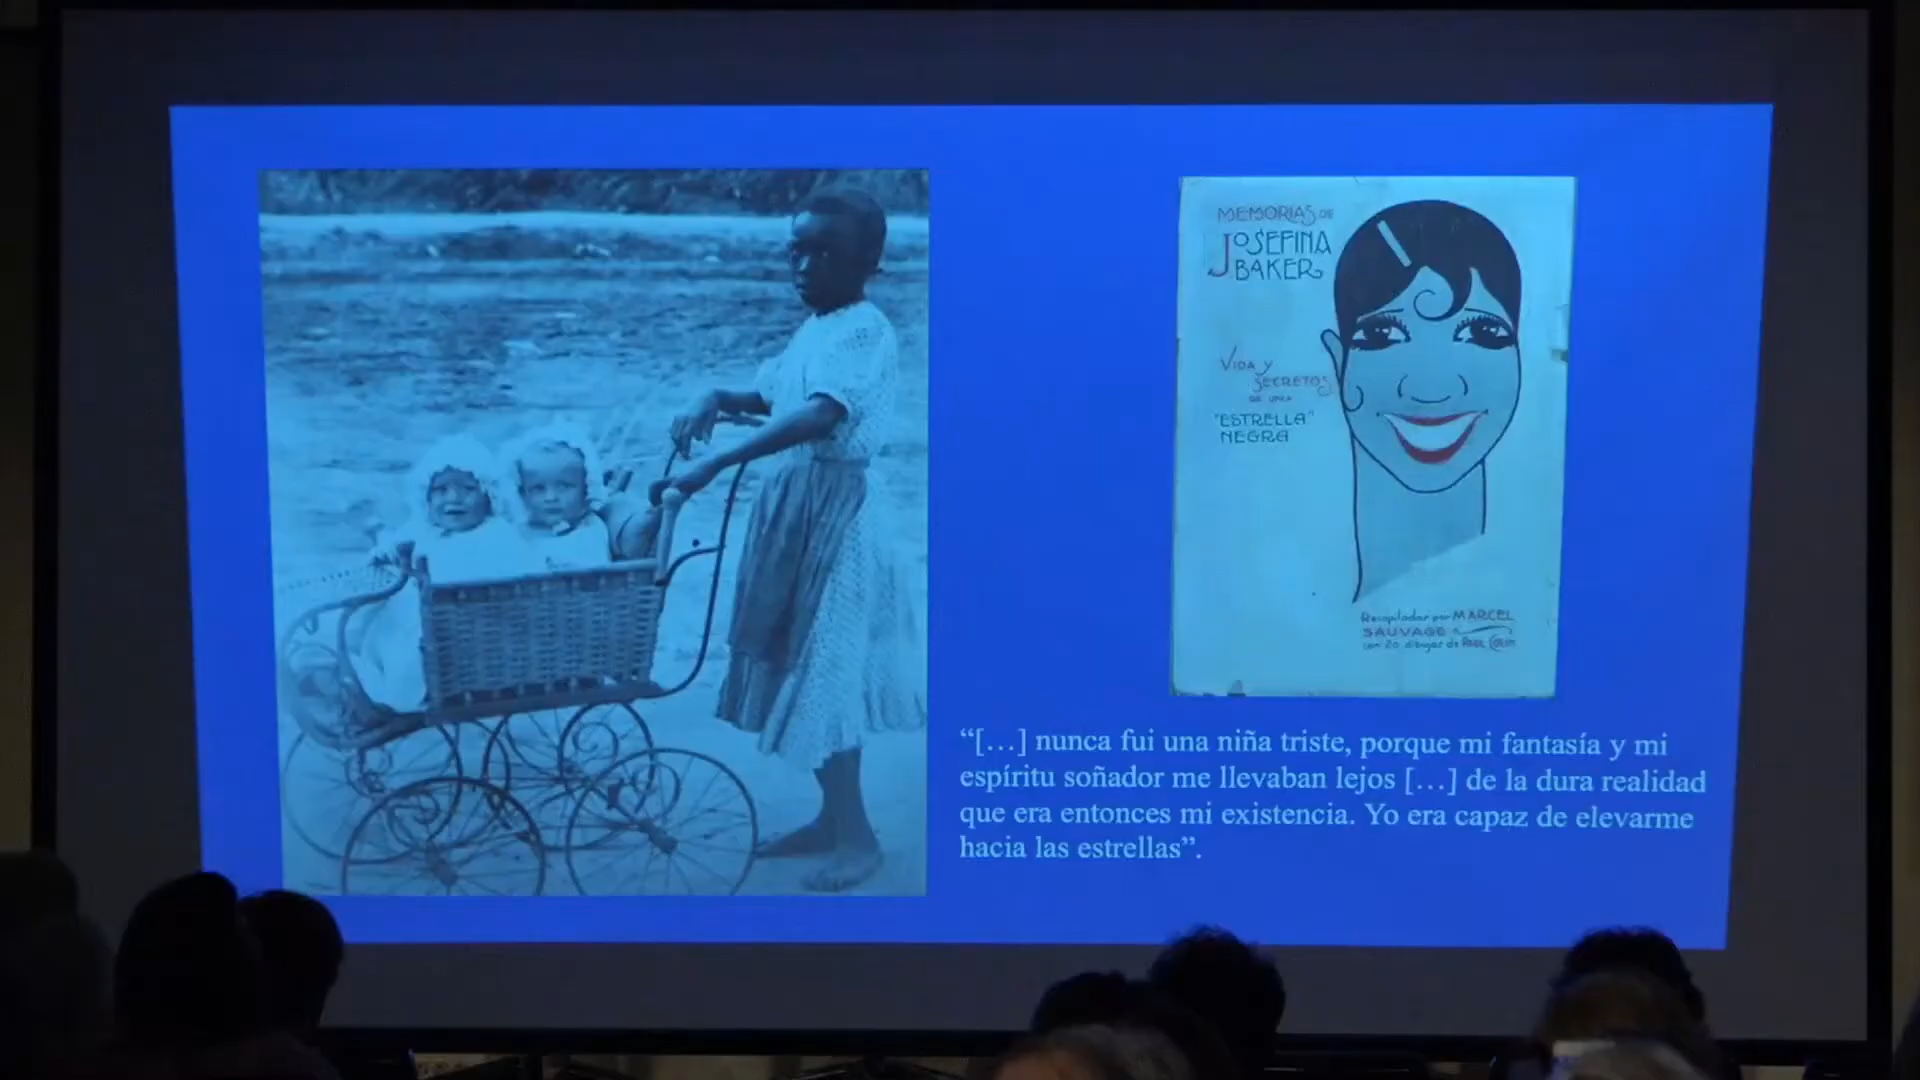 MEMORIAS DE
JOSEFINA
BAKER
VIDA Y
SECRETOS
DE UNA
"ESTRELLA"
NEGRA
Recopiladas por MARCEL
SAUVAGE
con 20 dibujos de PAUL COLIN
“[…] nunca fui una niña triste, porque mi fantasía y mi
espíritu soñador me llevaban lejos […] de la dura realidad
que era entonces mi existencia. Yo era capaz de elevarme
hacia las estrellas”.